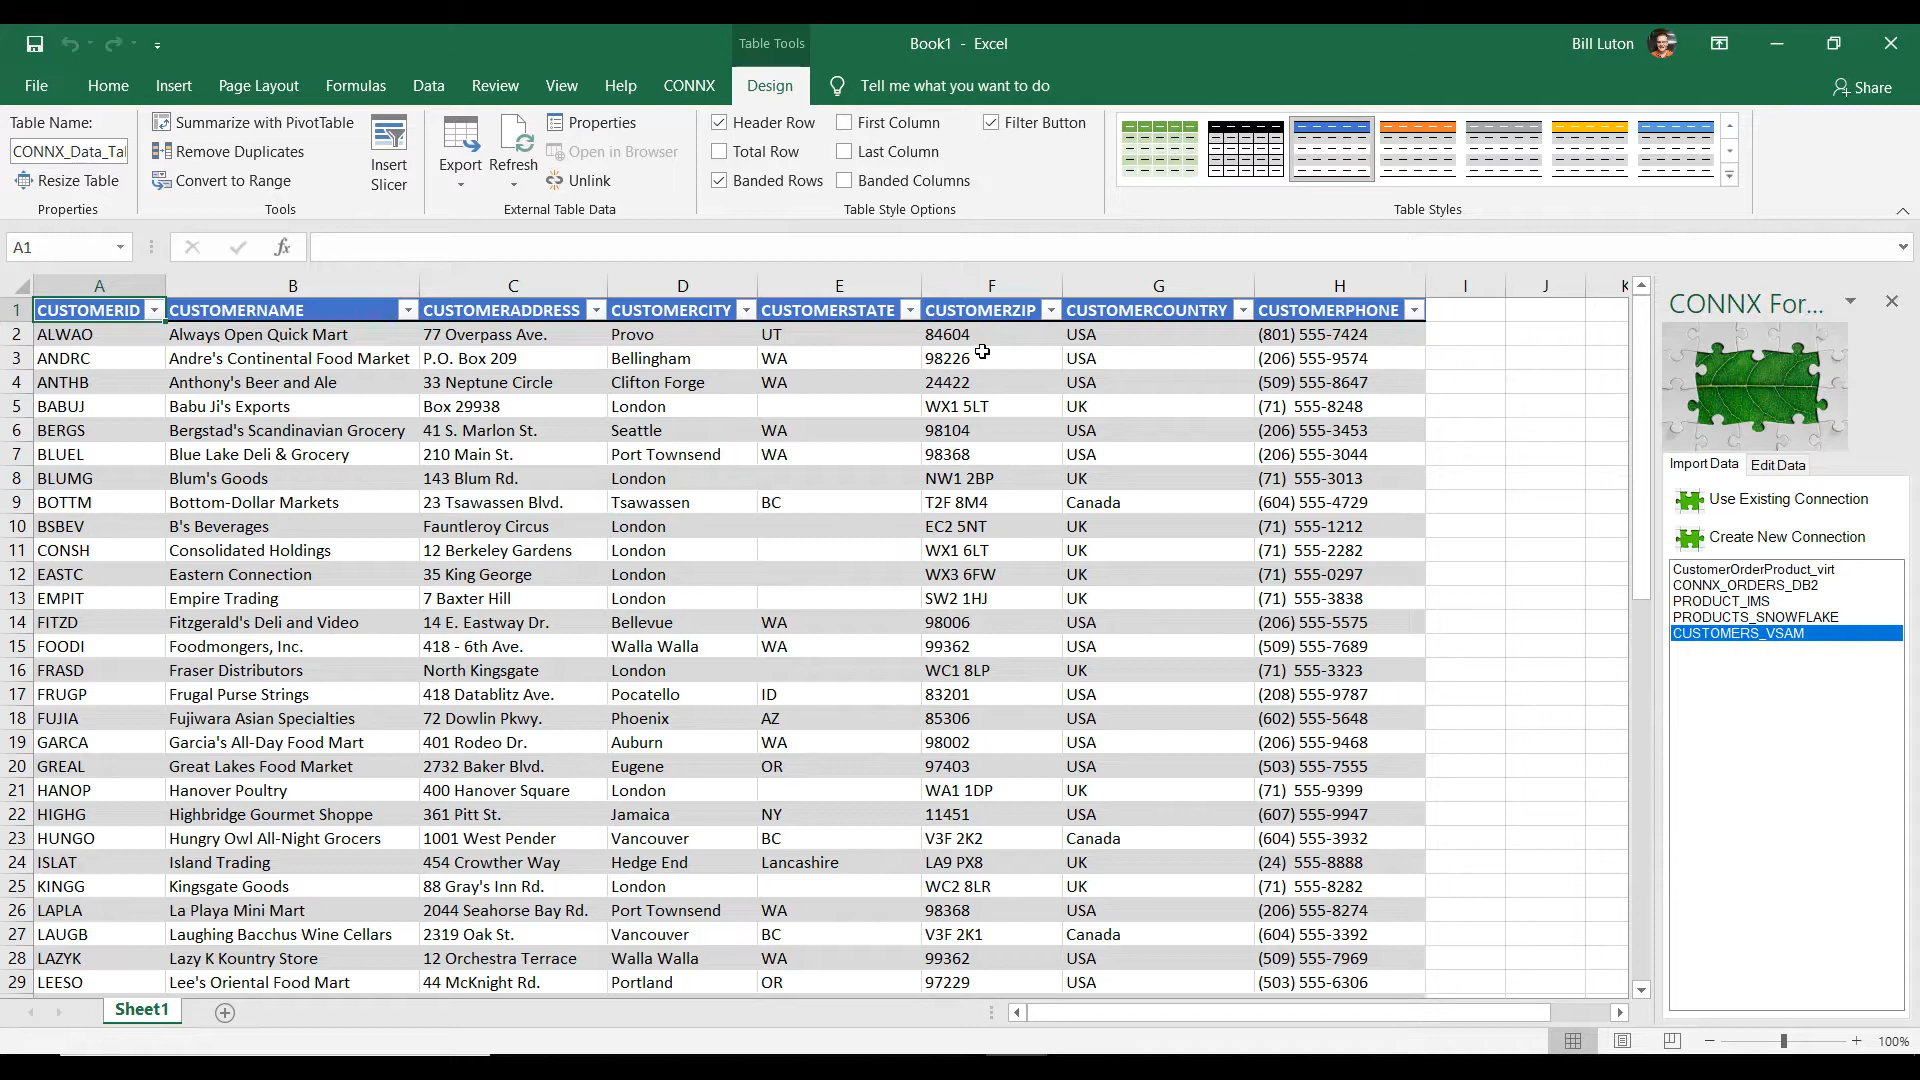 Table Tools
Book1 - Excel
Bill Luton
File Home Insert Page Layout Formulas Data Review View Help CONNX Design Tell me what you want to do Share
Table Name:
CONNX_Data_Tal
Resize Table
Properties
Summarize with PivotTable
Remove Duplicates
Convert to Range
Tools
Insert
Slicer
Export
Refresh
Properties
Open in Browser
Unlink
External Table Data
Header Row First Column Filter Button
Total Row Last Column
Banded Rows Banded Columns
Table Style Options
Table Styles
A1
fx
A B C D E F G H I J K
1 CUSTOMERID CUSTOMERNAME CUSTOMERADDRESS CUSTOMERCITY CUSTOMERSTATE CUSTOMERZIP CUSTOMERCOUNTRY CUSTOMERPHONE
2 ALWAO Always Open Quick Mart 77 Overpass Ave. Provo UT 84604 USA (801) 555-7424
3 ANDRC Andre's Continental Food Market P.O. Box 209 Bellingham WA 98226 USA (206) 555-9574
4 ANTHB Anthony's Beer and Ale 33 Neptune Circle Clifton Forge WA 24422 USA (509) 555-8647
5 BABUJ Babu Ji's Exports Box 29938 London WX1 5LT UK (71) 555-8248
6 BERGS Bergstad's Scandinavian Grocery 41 S. Marlon St. Seattle WA 98104 USA (206) 555-3453
7 BLUEL Blue Lake Deli & Grocery 210 Main St. Port Townsend WA 98368 USA (206) 555-3044
8 BLUMG Blum's Goods 143 Blum Rd. London NW1 2BP UK (71) 555-3013
9 BOTTM Bottom-Dollar Markets 23 Tsawassen Blvd. Tsawassen BC T2F 8M4 Canada (604) 555-4729
10 BSBEV B's Beverages Fauntleroy Circus London EC2 5NT UK (71) 555-1212
11 CONSH Consolidated Holdings 12 Berkeley Gardens London WX1 6LT UK (71) 555-2282
12 EASTC Eastern Connection 35 King George London WX3 6FW UK (71) 555-0297
13 EMPIT Empire Trading 7 Baxter Hill London SW2 1HJ UK (71) 555-3838
14 FITZD Fitzgerald's Deli and Video 14 E. Eastway Dr. Bellevue WA 98006 USA (206) 555-5575
15 FOODI Foodmongers, Inc. 418 - 6th Ave. Walla Walla WA 99362 USA (509) 555-7689
16 FRASD Fraser Distributors North Kingsgate London WC1 8LP UK (71) 555-3323
17 FRUGP Frugal Purse Strings 418 Datablitz Ave. Pocatello ID 83201 USA (208) 555-9787
18 FUJIA Fujiwara Asian Specialties 72 Dowlin Pkwy. Phoenix AZ 85306 USA (602) 555-5648
19 GARCA Garcia's All-Day Food Mart 401 Rodeo Dr. Auburn WA 98002 USA (206) 555-9468
20 GREAL Great Lakes Food Market 2732 Baker Blvd. Eugene OR 97403 USA (503) 555-7555
21 HANOP Hanover Poultry 400 Hanover Square London WA1 1DP UK (71) 555-9399
22 HIGHG Highbridge Gourmet Shoppe 361 Pitt St. Jamaica NY 11451 USA (607) 555-9947
23 HUNGO Hungry Owl All-Night Grocers 1001 West Pender Vancouver BC V3F 2K2 Canada (604) 555-3932
24 ISLAT Island Trading 454 Crowther Way Hedge End Lancashire LA9 PX8 UK (24) 555-8888
25 KINGG Kingsgate Goods 88 Gray's Inn Rd. London WC2 8LR UK (71) 555-8282
26 LAPLA La Playa Mini Mart 2044 Seahorse Bay Rd. Port Townsend WA 98368 USA (206) 555-8274
27 LAUGB Laughing Bacchus Wine Cellars 2319 Oak St. Vancouver BC V3F 2K1 Canada (604) 555-3392
28 LAZYK Lazy K Kountry Store 12 Orchestra Terrace Walla Walla WA 99362 USA (509) 555-7969
29 LEESO Lee's Oriental Food Mart 44 McKnight Rd. Portland OR 97229 USA (503) 555-6306
CONNX For...
Import Data Edit Data
Use Existing Connection
Create New Connection
CustomerOrderProduct_virt
CONNX_ORDERS_DB2
PRODUCT_IMS
PRODUCTS_SNOWFLAKE
CUSTOMERS_VSAM
Sheet1
100%